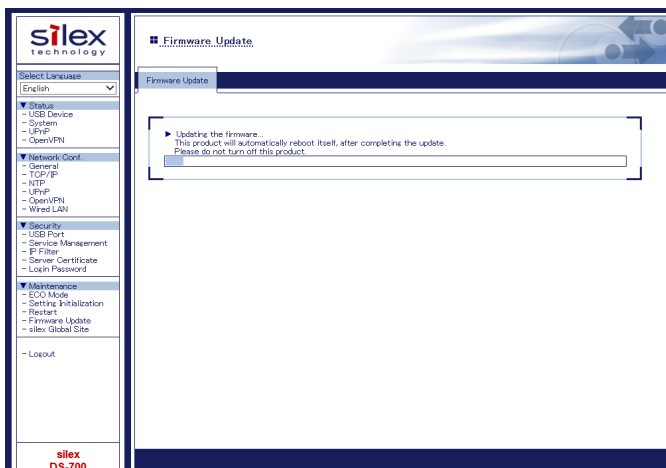 silex
technology
Select Language
English
▼ Status
- USB Device
- System
- UPnP
- OpenVPN
▼ Network Conf.
- General
- TCP/IP
- NTP
- UPnP
- OpenVPN
- Wired LAN
▼ Security
- USB Port
- Service Management
- IP Filter
- Server Certificate
- Login Password
▼ Maintenance
- ECO Mode
- Setting Initialization
- Restart
- Firmware Update
- silex Global Site
- Logout
silex
DS-700
Firmware Update
Firmware Update
▶ Updating the firmware...
This product will automatically reboot itself, after completing the update.
Please do not turn off this product.